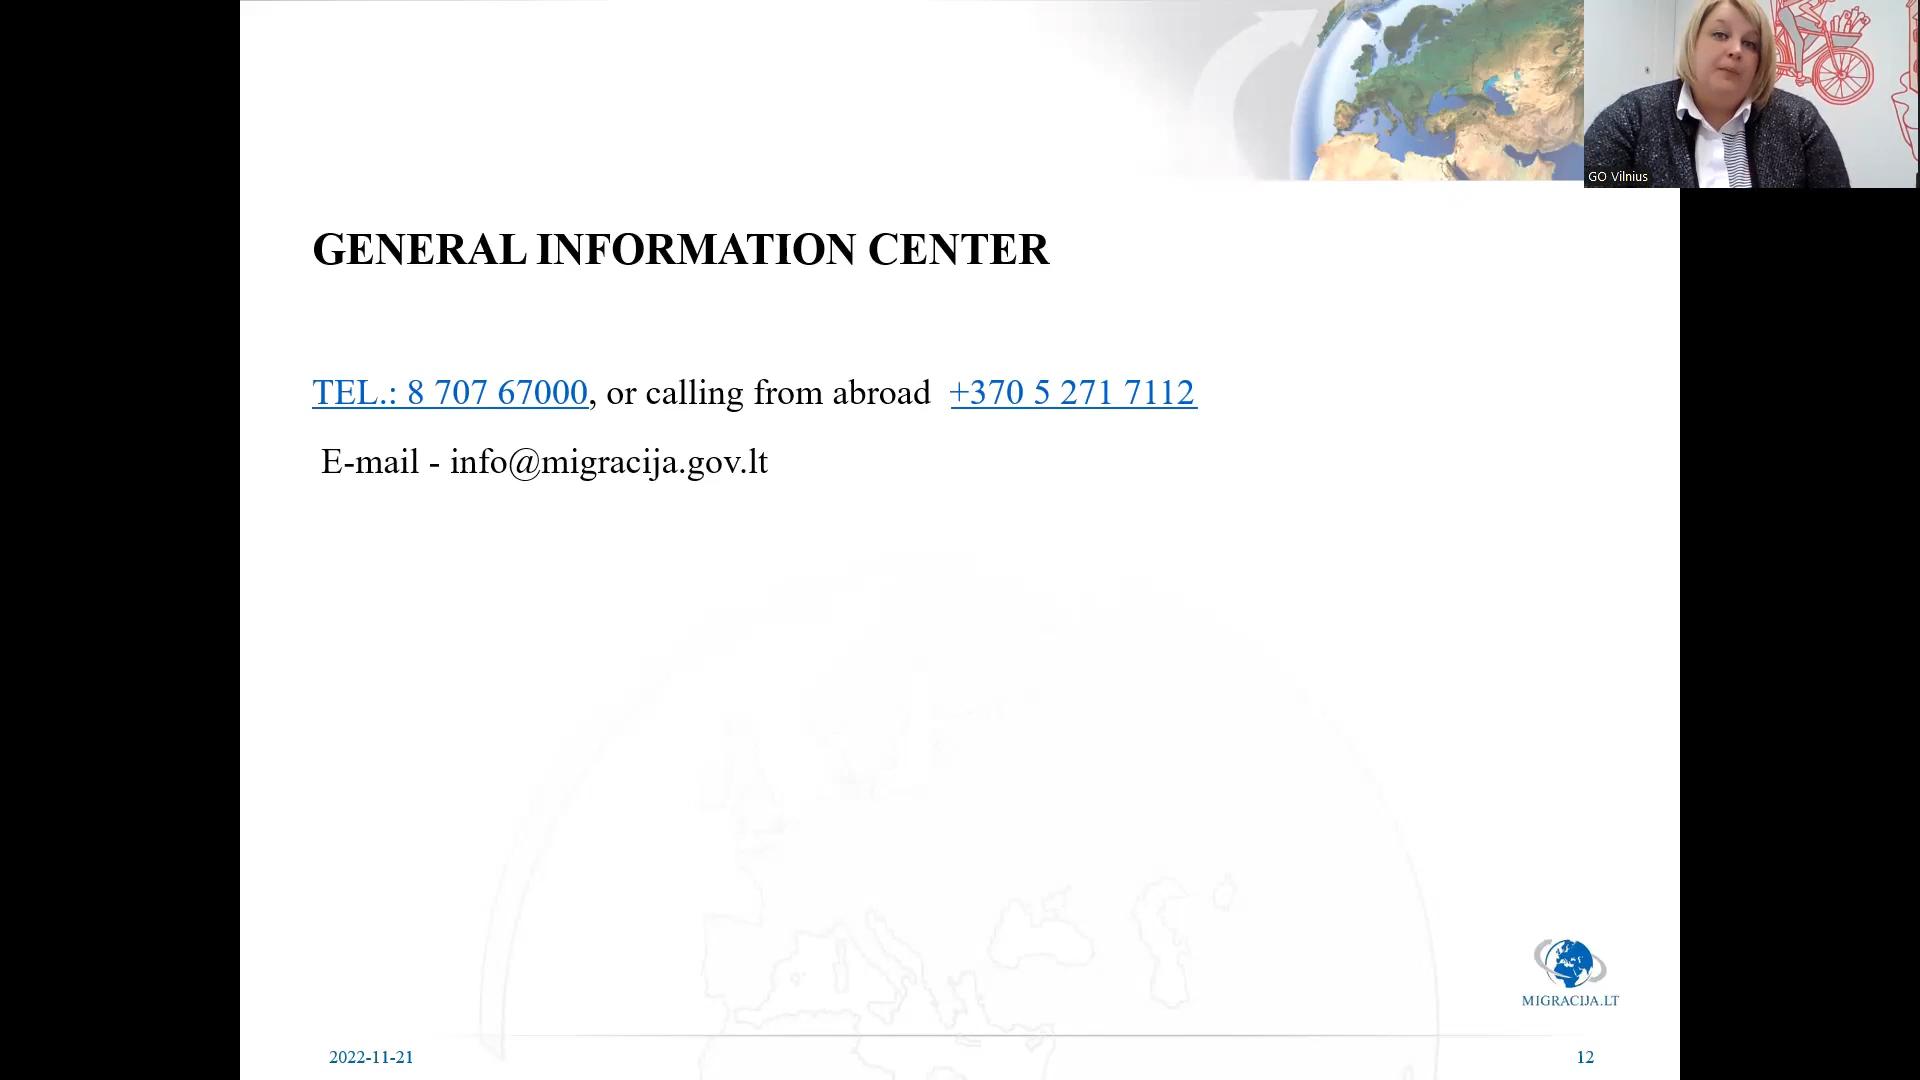 GO Vilnius
GENERAL INFORMATION CENTER
TEL.: 8 707 67000, or calling from abroad +370 5 271 7112
E-mail - info@migracija.gov.lt
MIGRACIJA.LT
2022-11-21
12